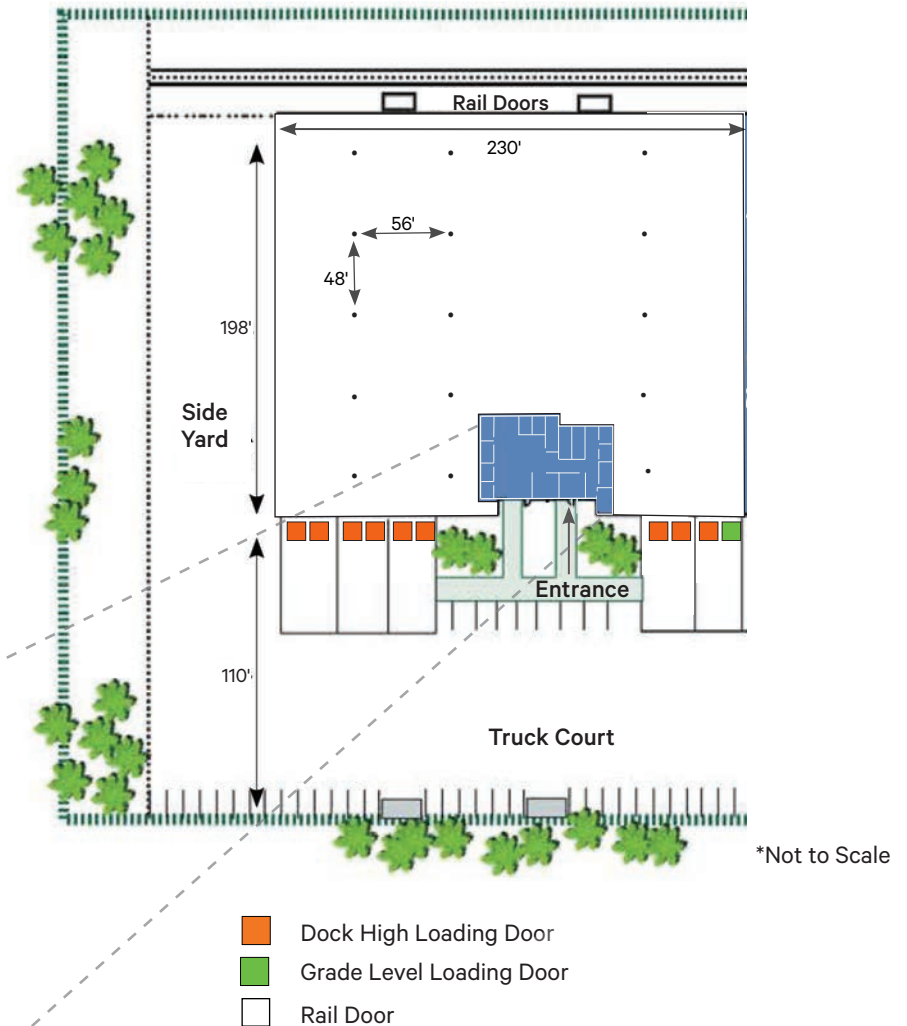 Rail Doors
230'
56'
48'
198'
Side
Yard
Entrance
110'
Truck Court
*Not to Scale
Dock High Loading Door
Grade Level Loading Door
Rail Door